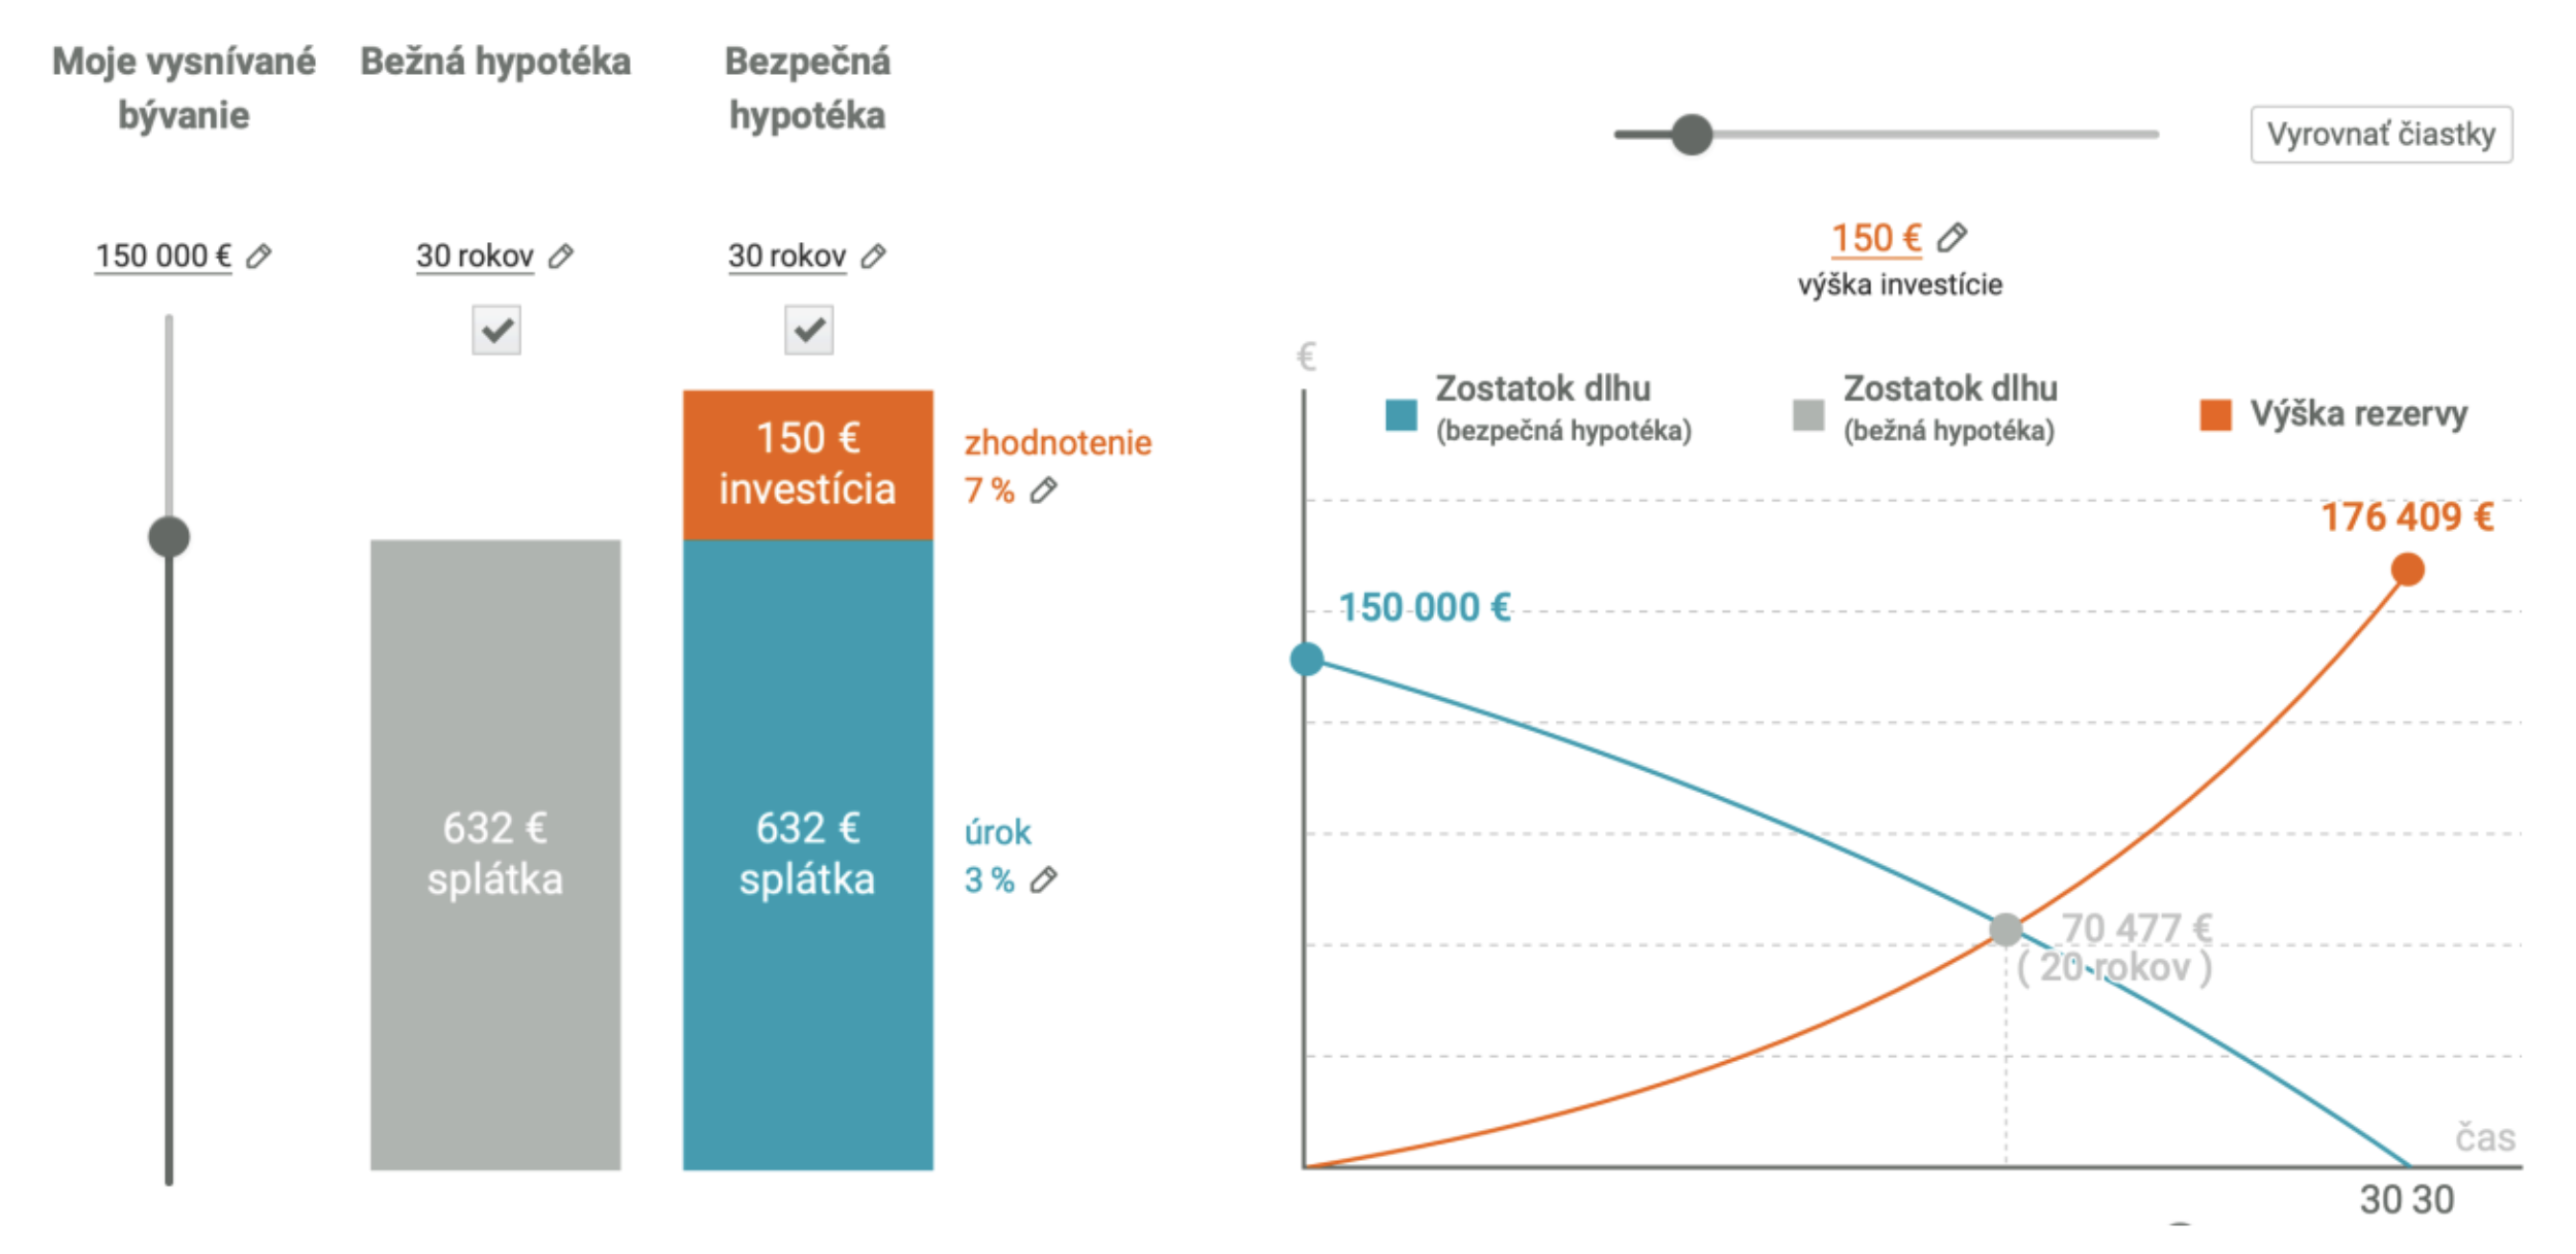 Moje vysnívané
bývanie
Bežná hypotéka
Bezpečná
hypotéka
150 000 €
30 rokov
30 rokov
150 €
investícia
zhodnotenie
7 %
632 €
splátka
632 €
splátka
úrok
3 %
Vyrovnať čiastky
150 €
výška investície
€
Zostatok dlhu
(bezpečná hypotéka)
Zostatok dlhu
(bežná hypotéka)
Výška rezervy
176 409 €
150 000 €
70 477 €
( 20 rokov )
čas
30 30